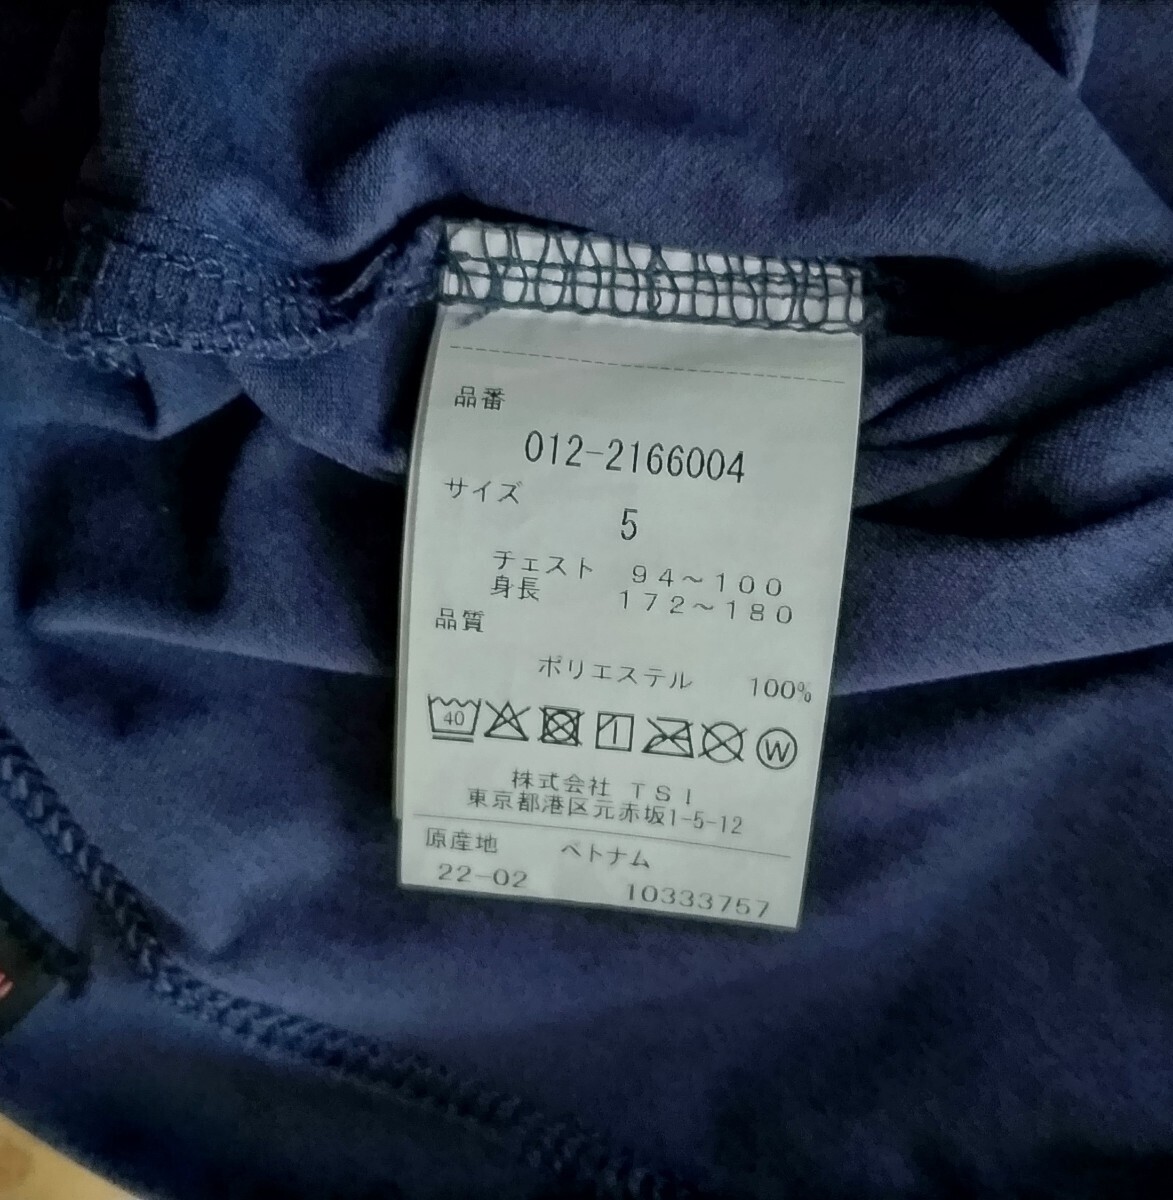 品番
012-2166004
サイズ
5
チェスト 94~100
身長 172~180
品質
ポリエステル 100%
40 W
株式会社 TSI
東京都港区元赤坂1-5-12
原産地 ベトナム
22-02 10333757